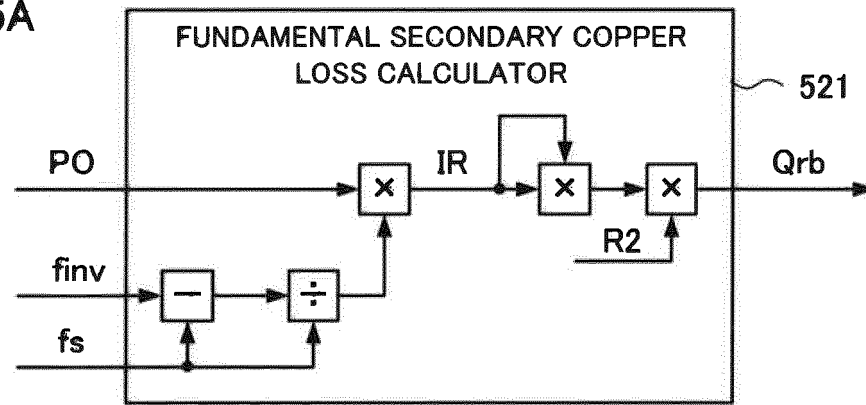 5A
FUNDAMENTAL SECONDARY COPPER
LOSS CALCULATOR
521
PO
×
IR
×
×
Qrb
R2
finv
−
÷
fs